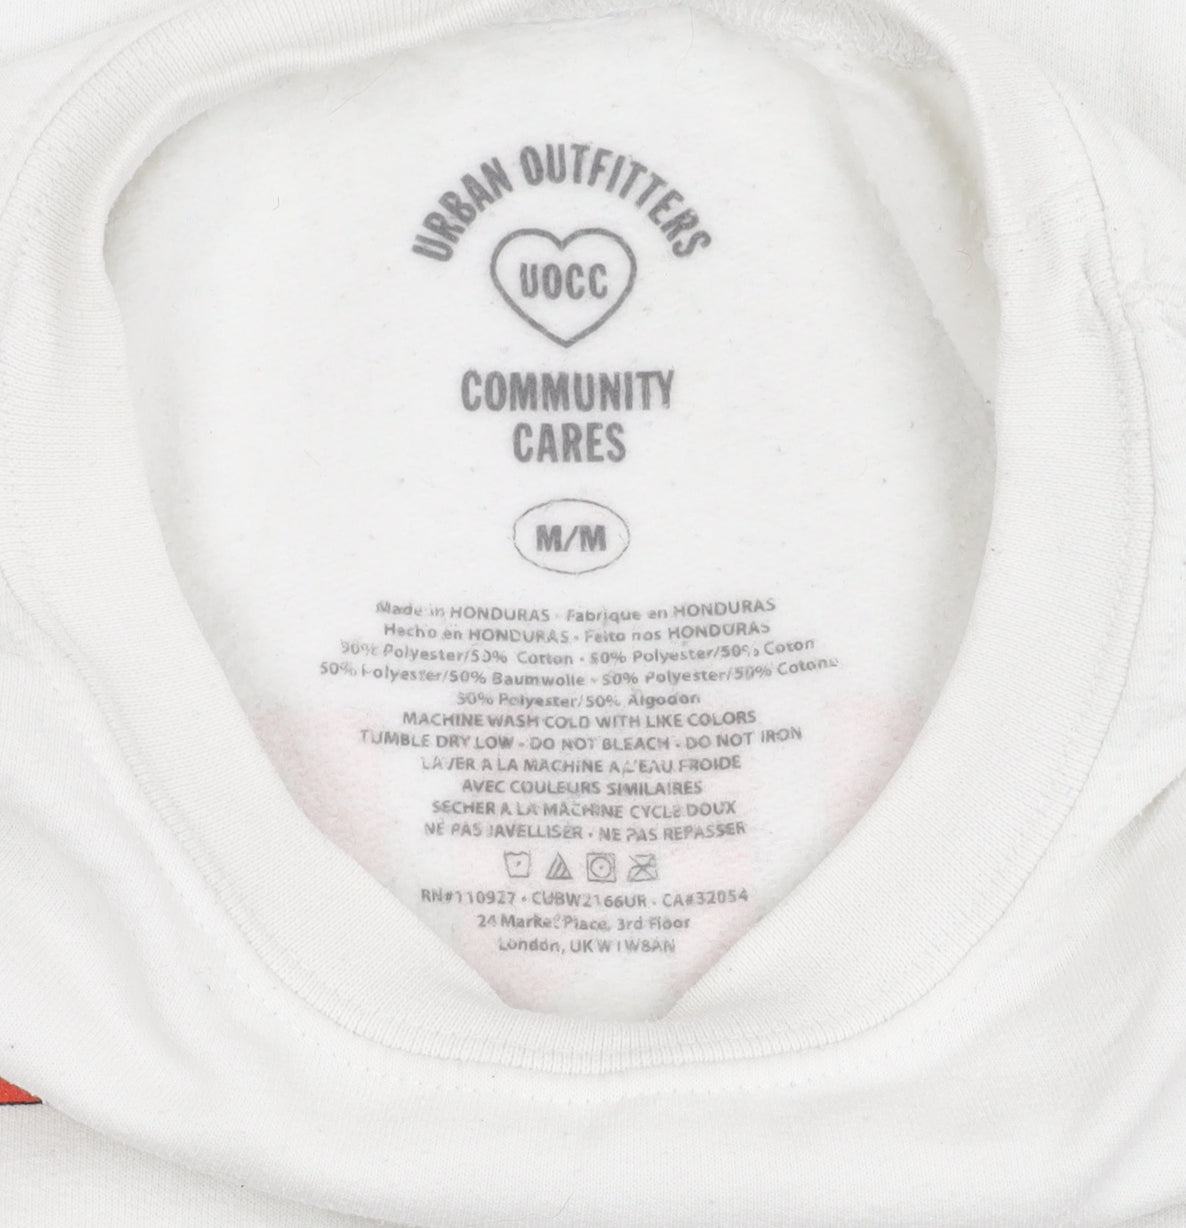 URBAN OUTFITTERS
UOCC
COMMUNITY
CARES
M/M
Made in HONDURAS · Fabrique en HONDURAS
Hecho en HONDURAS · Feito nos HONDURAS
50% Polyester/50% Cotton · 50% Polyester/50% Coton
50% Polyester/50% Baumwolle · 50% Polyester/50% Cotone
50% Polyester/50% Algodon
MACHINE WASH COLD WITH LIKE COLORS
TUMBLE DRY LOW · DO NOT BLEACH · DO NOT IRON
LAVER A LA MACHINE A L'EAU FROIDE
AVEC COULEURS SIMILAIRES
SECHER A LA MACHINE CYCLE DOUX
NE PAS JAVELLISER · NE PAS REPASSER
RN#110927 · CUBW2166UR · CA#32054
24 Market Place, 3rd Floor
London, UK W1W8AN